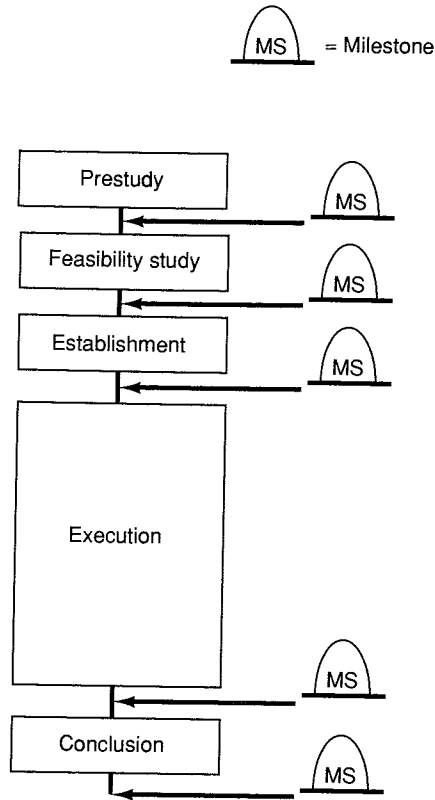 MS = Milestone
Prestudy
MS
Feasibility study
MS
Establishment
MS
Execution
MS
Conclusion
MS